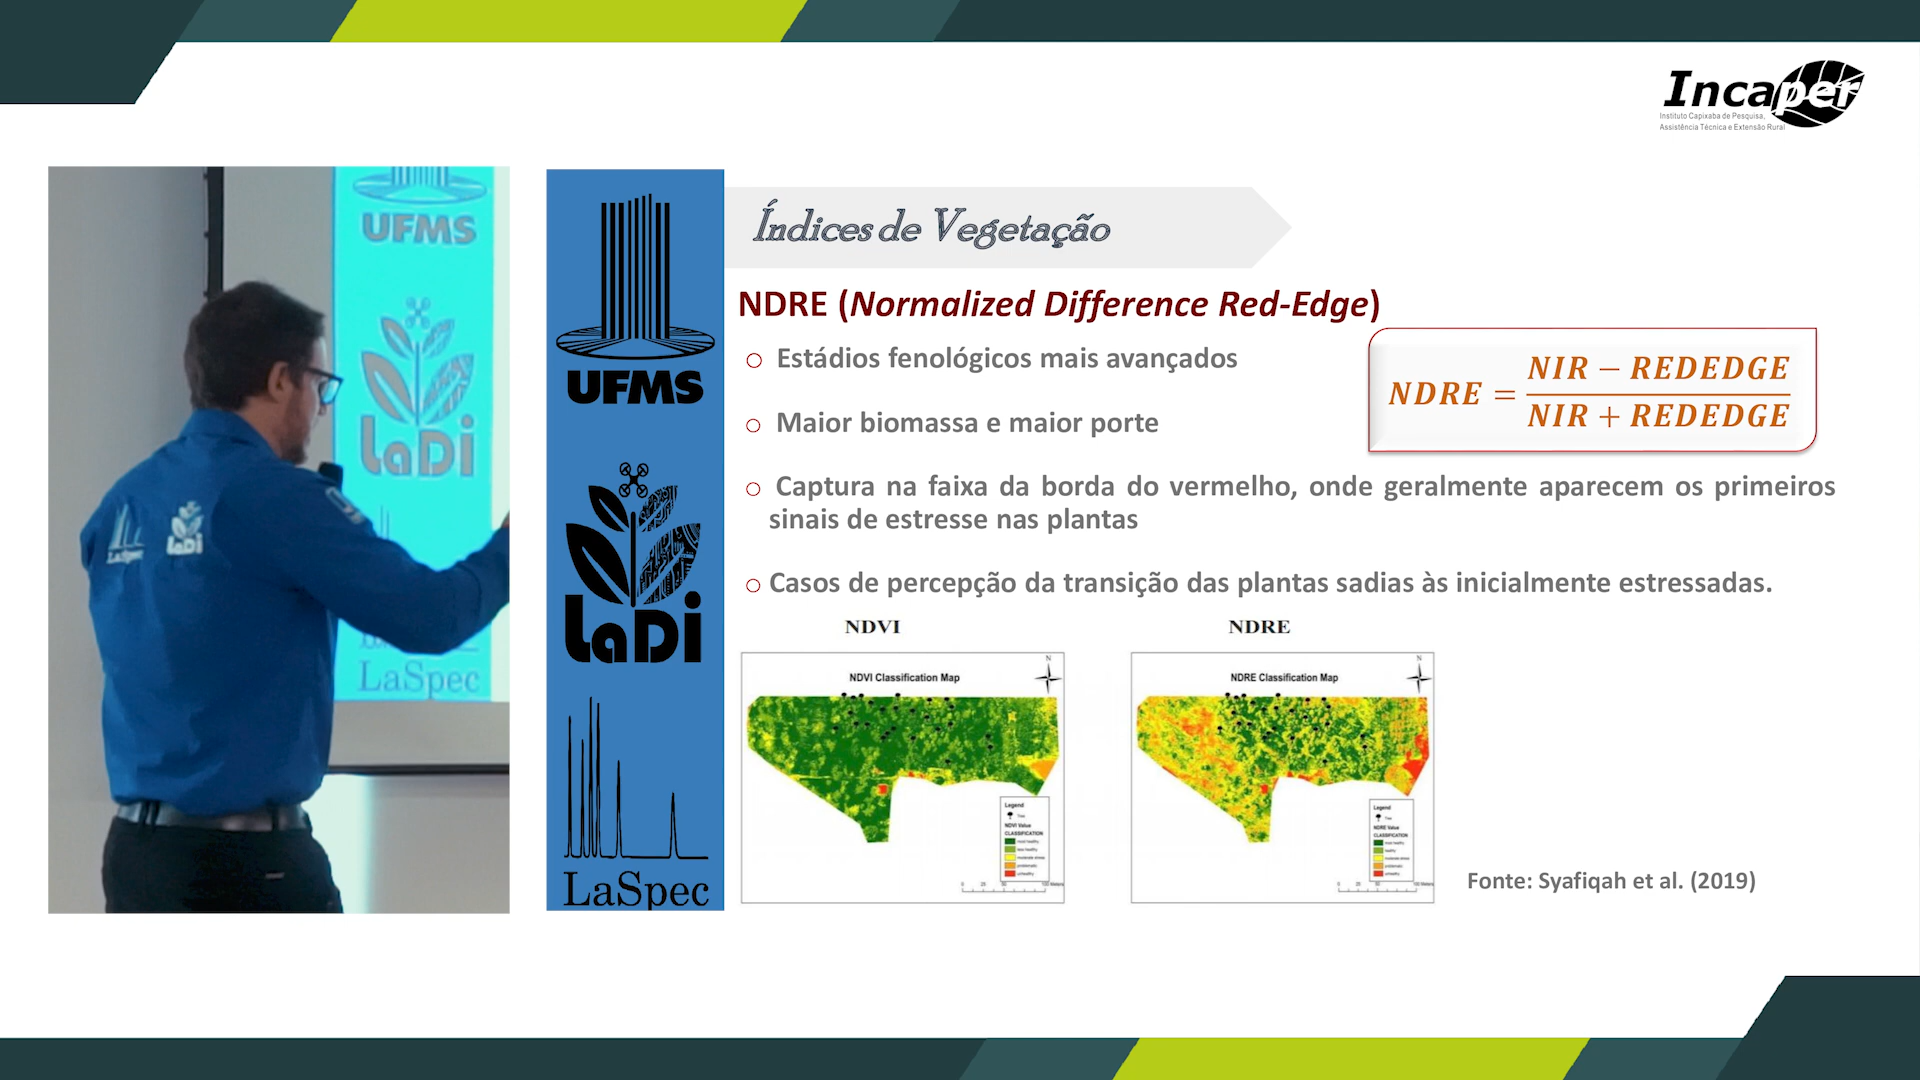 Incaper
Instituto Capixaba de Pesquisa,
Assistência Técnica e Extensão Rural
UFMS
LaDi
LaSpec
LaSpec
LaDi
UFMS
LaDi
LaSpec
Índices de Vegetação
NDRE (Normalized Difference Red-Edge)
Estádios fenológicos mais avançados
NDRE = NIR − REDEDGE
NIR + REDEDGE
Maior biomassa e maior porte
Captura na faixa da borda do vermelho, onde geralmente aparecem os primeiros
sinais de estresse nas plantas
Casos de percepção da transição das plantas sadias às inicialmente estressadas.
NDVI
NDVI Classification Map
N
Legend
Tree
NDVI Value
CLASSIFICATION
NDRE
NDRE Classification Map
N
Legend
Tree
NDRE Value
CLASSIFICATION
Fonte: Syafiqah et al. (2019)